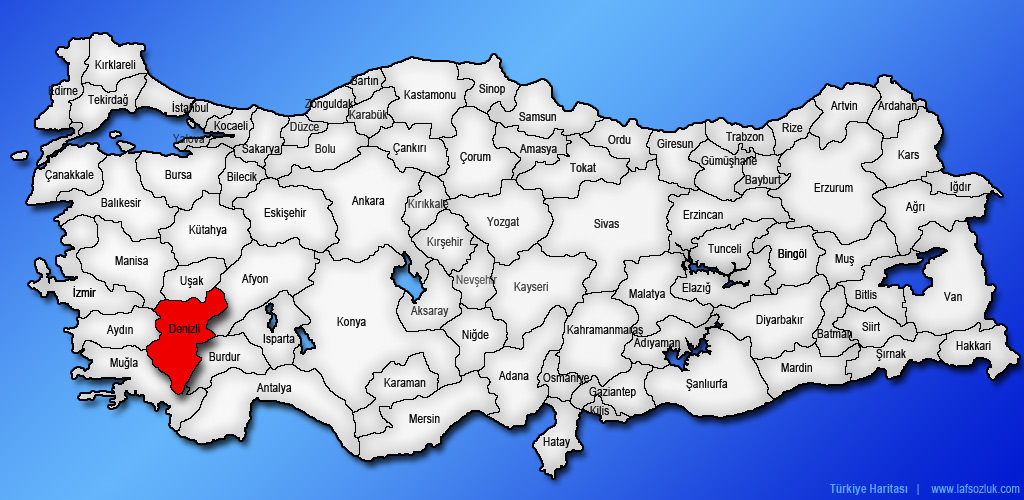 Kırklareli
Edirne
Tekirdağ
İstanbul
Kocaeli
Yalova
Sakarya
Düzce
Bolu
Zonguldak
Bartın
Karabük
Kastamonu
Sinop
Çankırı
Çorum
Samsun
Amasya
Tokat
Ordu
Giresun
Gümüşhane
Trabzon
Bayburt
Rize
Artvin
Ardahan
Kars
Iğdır
Ağrı
Erzurum
Erzincan
Çanakkale
Balıkesir
Bursa
Bilecik
Kütahya
Eskişehir
Ankara
Kırıkkale
Kırşehir
Yozgat
Sivas
Tunceli
Bingöl
Muş
Elazığ
Bitlis
Van
Manisa
Uşak
Afyon
İzmir
Aydın
Denizli
Muğla
Burdur
Isparta
Antalya
Konya
Aksaray
Nevşehir
Niğde
Kayseri
Karaman
Mersin
Adana
Kahramanmaraş
Malatya
Adıyaman
Osmaniye
Gaziantep
Kilis
Hatay
Şanlıurfa
Diyarbakır
Mardin
Batman
Siirt
Şırnak
Hakkari
Türkiye Haritası | www.lafsozluk.com